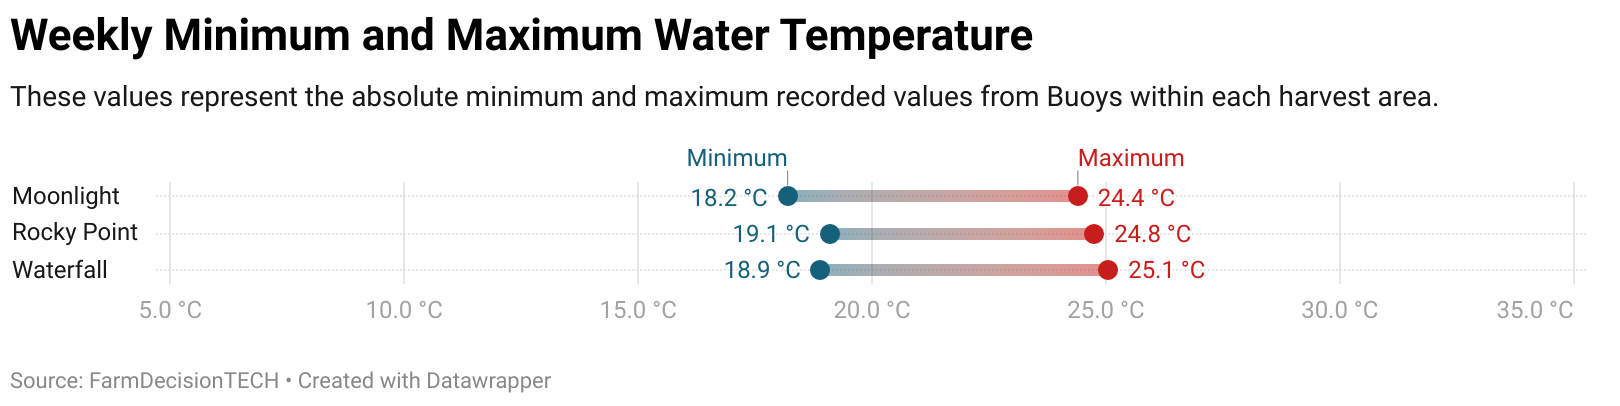 Weekly Minimum and Maximum Water Temperature
These values represent the absolute minimum and maximum recorded values from Buoys within each harvest area.
Minimum Maximum
Moonlight 18.2 °C 24.4 °C
Rocky Point 19.1 °C 24.8 °C
Waterfall 18.9 °C 25.1 °C
5.0 °C 10.0 °C 15.0 °C 20.0 °C 25.0 °C 30.0 °C 35.0 °C
Source: FarmDecisionTECH • Created with Datawrapper